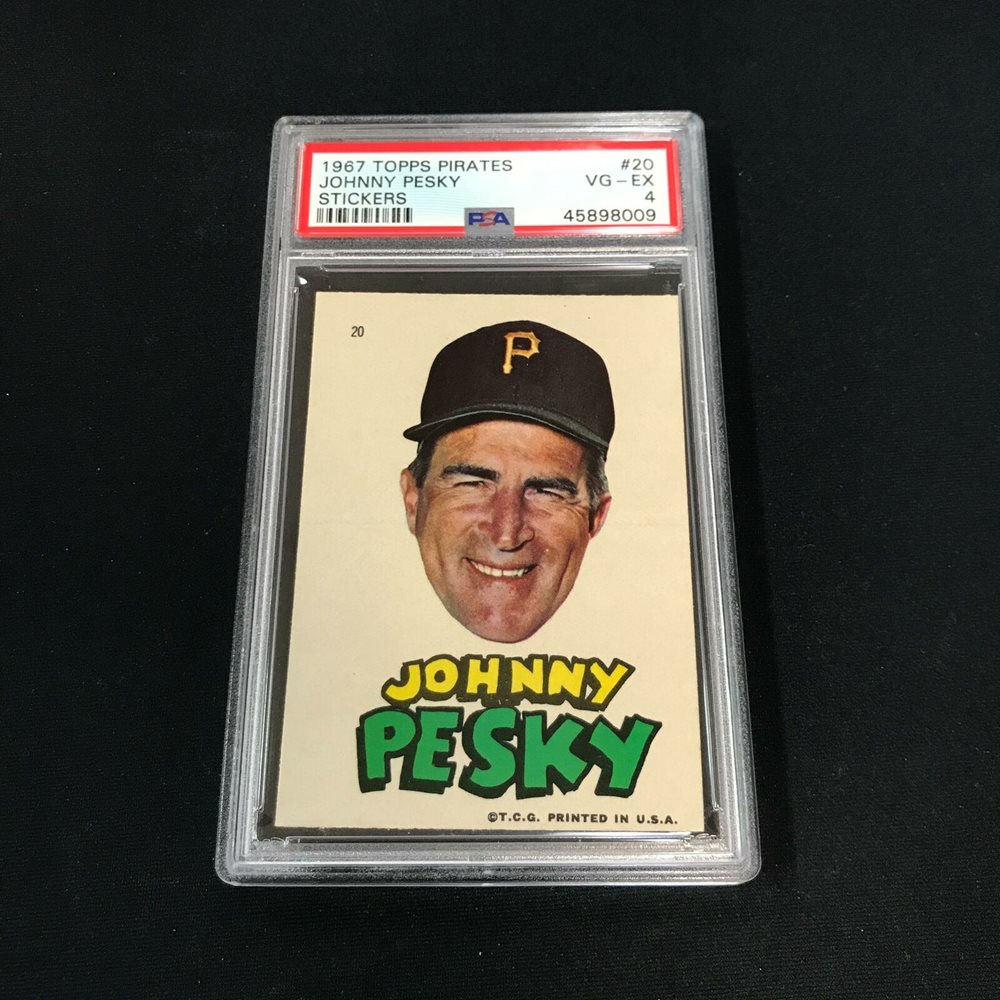 1967 TOPPS PIRATES #20
JOHNNY PESKY VG – EX
STICKERS 4
PSA 45898009
20
P
JOHNNY
PESKY
©T.C.G. PRINTED IN U.S.A.